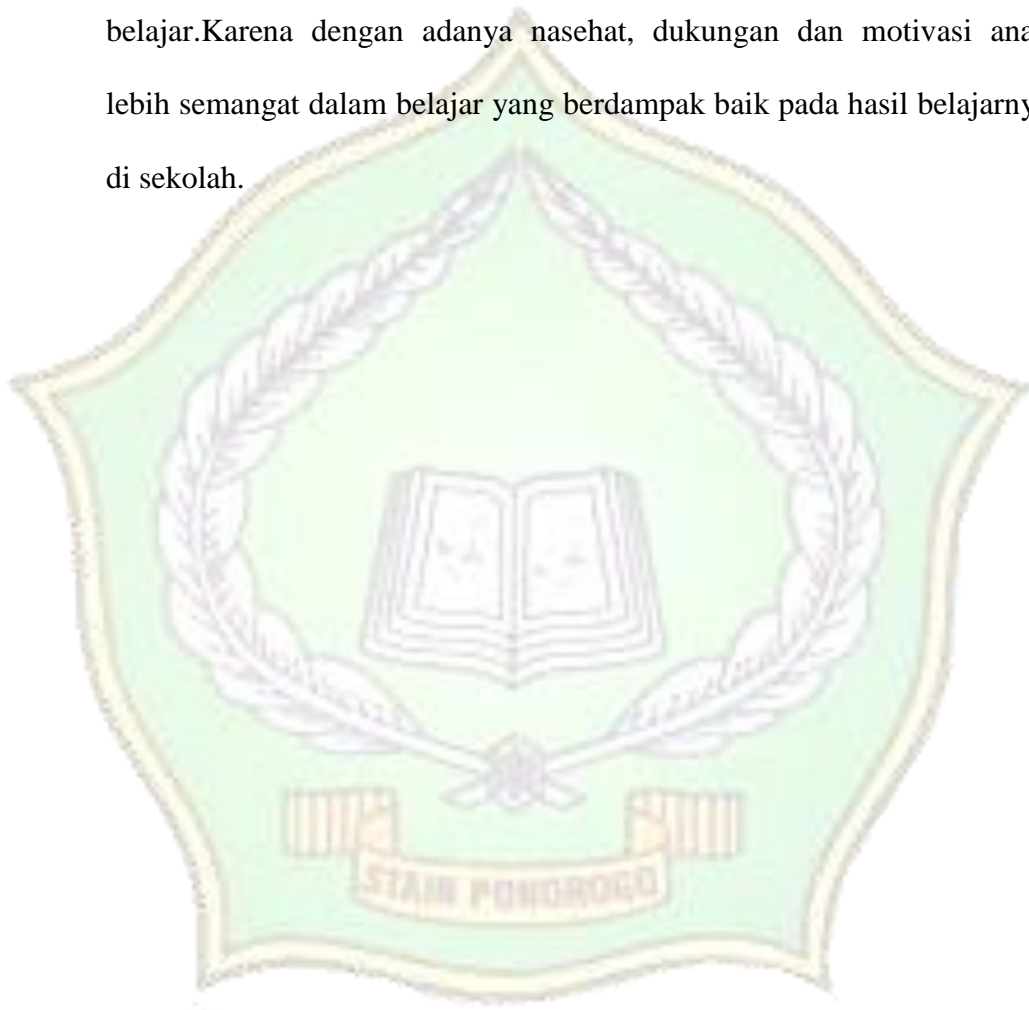 belajar.Karena dengan adanya nasehat, dukungan dan motivasi ana
lebih semangat dalam belajar yang berdampak baik pada hasil belajarny
di sekolah.
STAIN PONOROGO